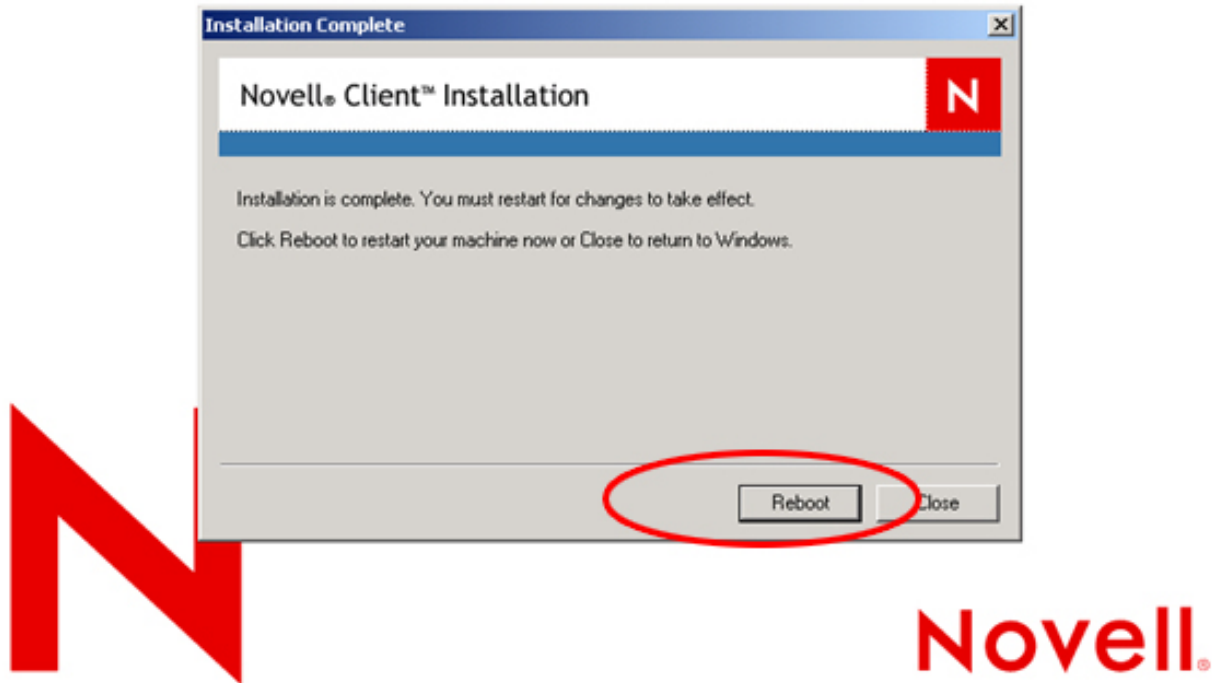 Installation Complete
Novell® Client™ Installation
N
Installation is complete. You must restart for changes to take effect.
Click Reboot to restart your machine now or Close to return to Windows.
Reboot Close
N
Novell®